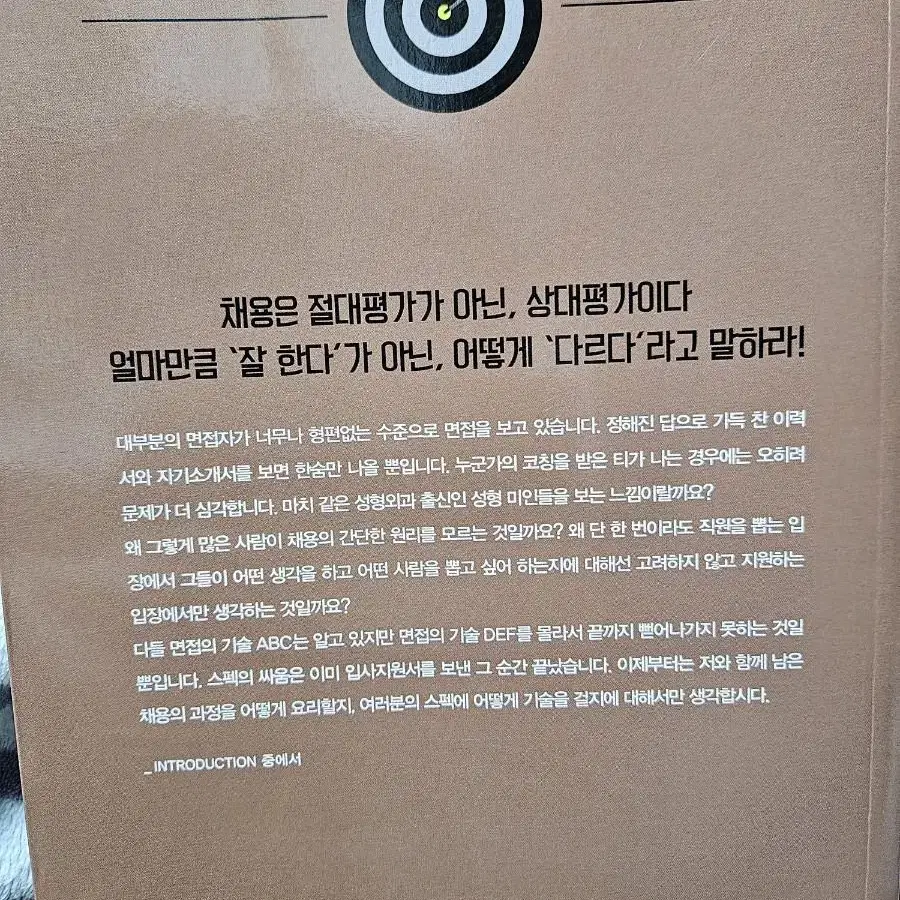 채용은 절대평가가 아닌, 상대평가이다
얼마만큼 ‘잘 한다’가 아닌, 어떻게 ‘다르다’라고 말하라!
대부분의 면접자가 너무나 형편없는 수준으로 면접을 보고 있습니다. 정해진 답으로 가득 찬 이력
서와 자기소개서를 보면 한숨만 나올 뿐입니다. 누군가의 코칭을 받은 티가 나는 경우에는 오히려
문제가 더 심각합니다. 마치 같은 성형외과 출신인 성형 미인들을 보는 느낌이랄까요?
왜 그렇게 많은 사람이 채용의 간단한 원리를 모르는 것일까요? 왜 단 한 번이라도 직원을 뽑는 입
장에서 그들이 어떤 생각을 하고 어떤 사람을 뽑고 싶어 하는지에 대해선 고려하지 않고 지원하는
입장에서만 생각하는 것일까요?
다들 면접의 기술 ABC는 알고 있지만 면접의 기술 DEF를 몰라서 끝까지 뻗어나가지 못하는 것일
뿐입니다. 스펙의 싸움은 이미 입사지원서를 보낸 그 순간 끝났습니다. 이제부터는 저와 함께 남은
채용의 과정을 어떻게 요리할지, 여러분의 스펙에 어떻게 기술을 걸지에 대해서만 생각합시다.
_INTRODUCTION 중에서